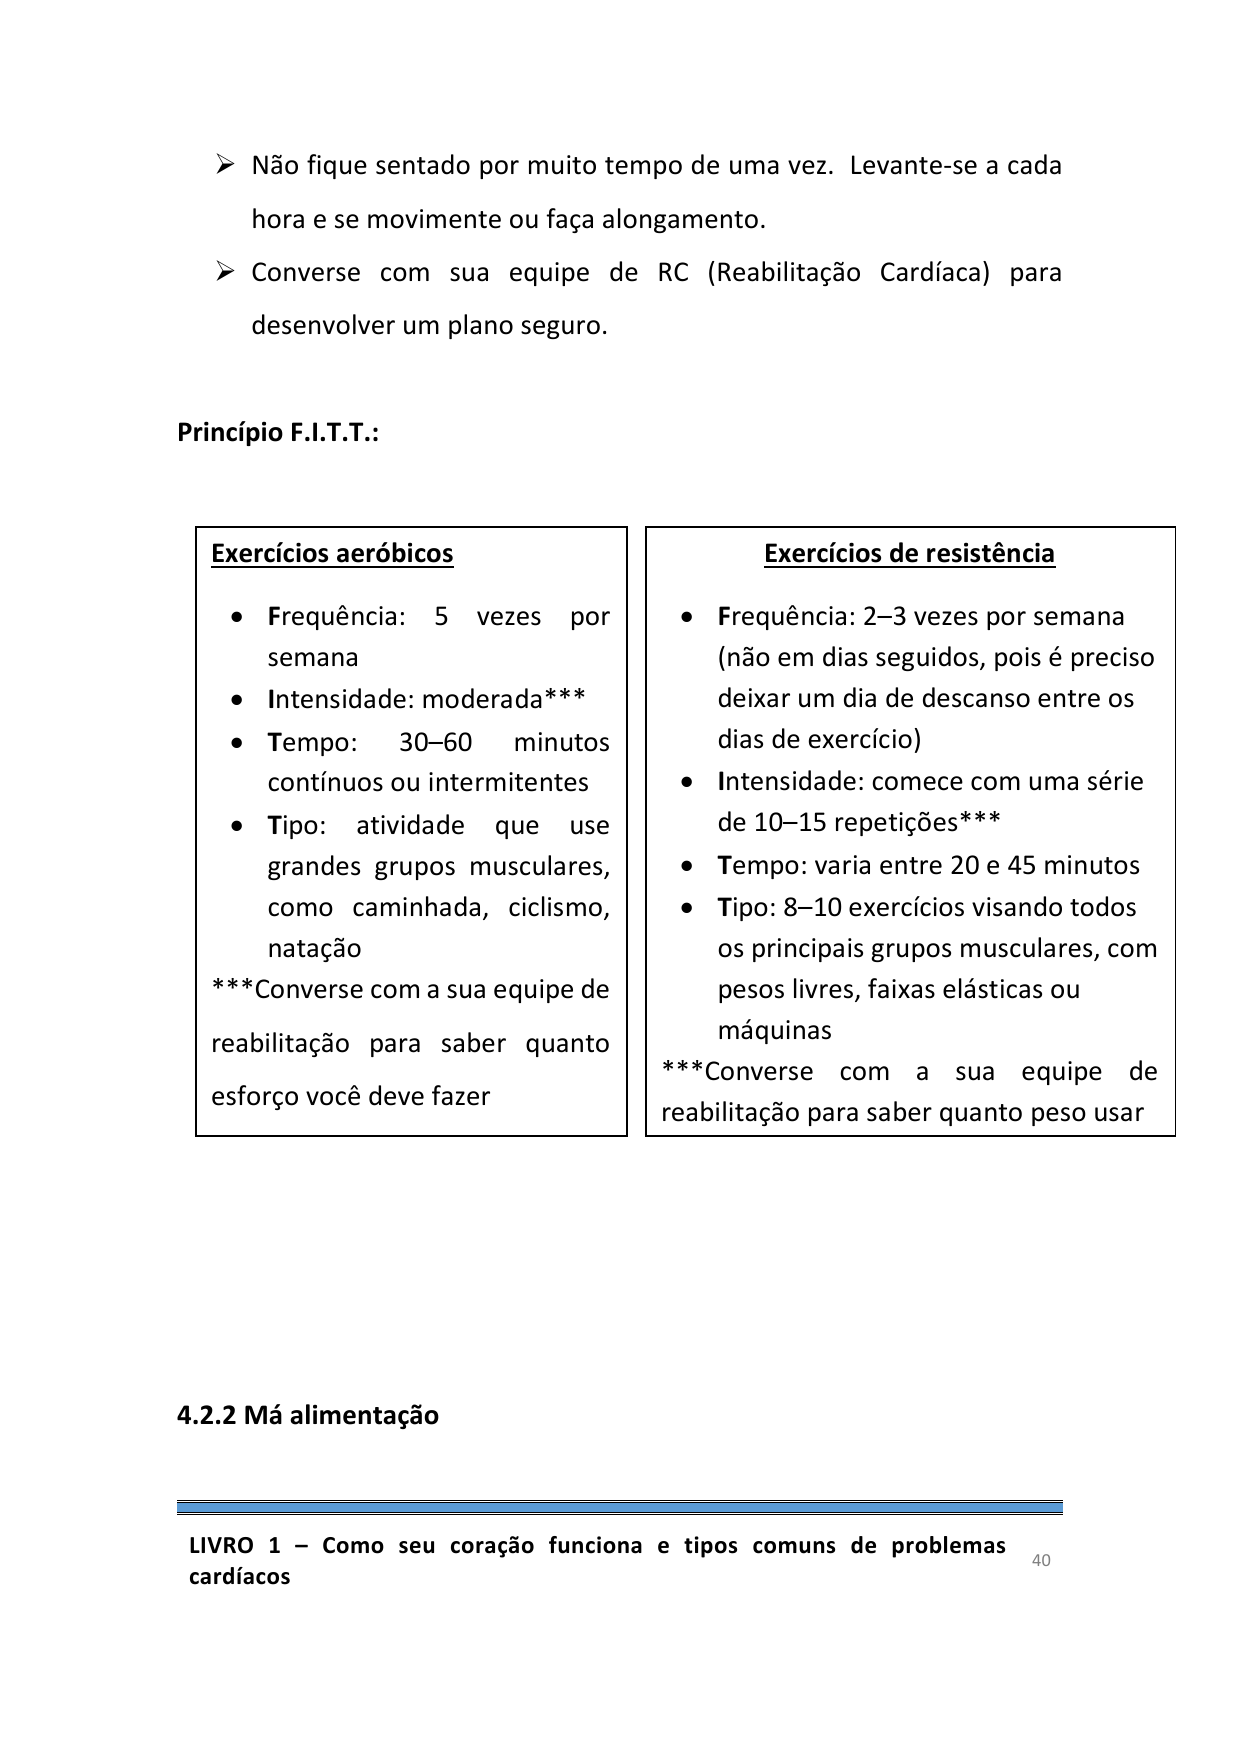 Não fique sentado por muito tempo de uma vez. Levante-se a cada
hora e se movimente ou faça alongamento.
Converse com sua equipe de RC (Reabilitação Cardíaca) para
desenvolver um plano seguro.
Princípio F.I.T.T.:
Exercícios aeróbicos
• Frequência: 5 vezes por
semana
• Intensidade: moderada***
• Tempo: 30–60 minutos
contínuos ou intermitentes
• Tipo: atividade que use
grandes grupos musculares,
como caminhada, ciclismo,
natação
***Converse com a sua equipe de
reabilitação para saber quanto
esforço você deve fazer
Exercícios de resistência
• Frequência: 2–3 vezes por semana
(não em dias seguidos, pois é preciso
deixar um dia de descanso entre os
dias de exercício)
• Intensidade: comece com uma série
de 10–15 repetições***
• Tempo: varia entre 20 e 45 minutos
• Tipo: 8–10 exercícios visando todos
os principais grupos musculares, com
pesos livres, faixas elásticas ou
máquinas
***Converse com a sua equipe de
reabilitação para saber quanto peso usar
4.2.2 Má alimentação
LIVRO 1 – Como seu coração funciona e tipos comuns de problemas
cardíacos
40